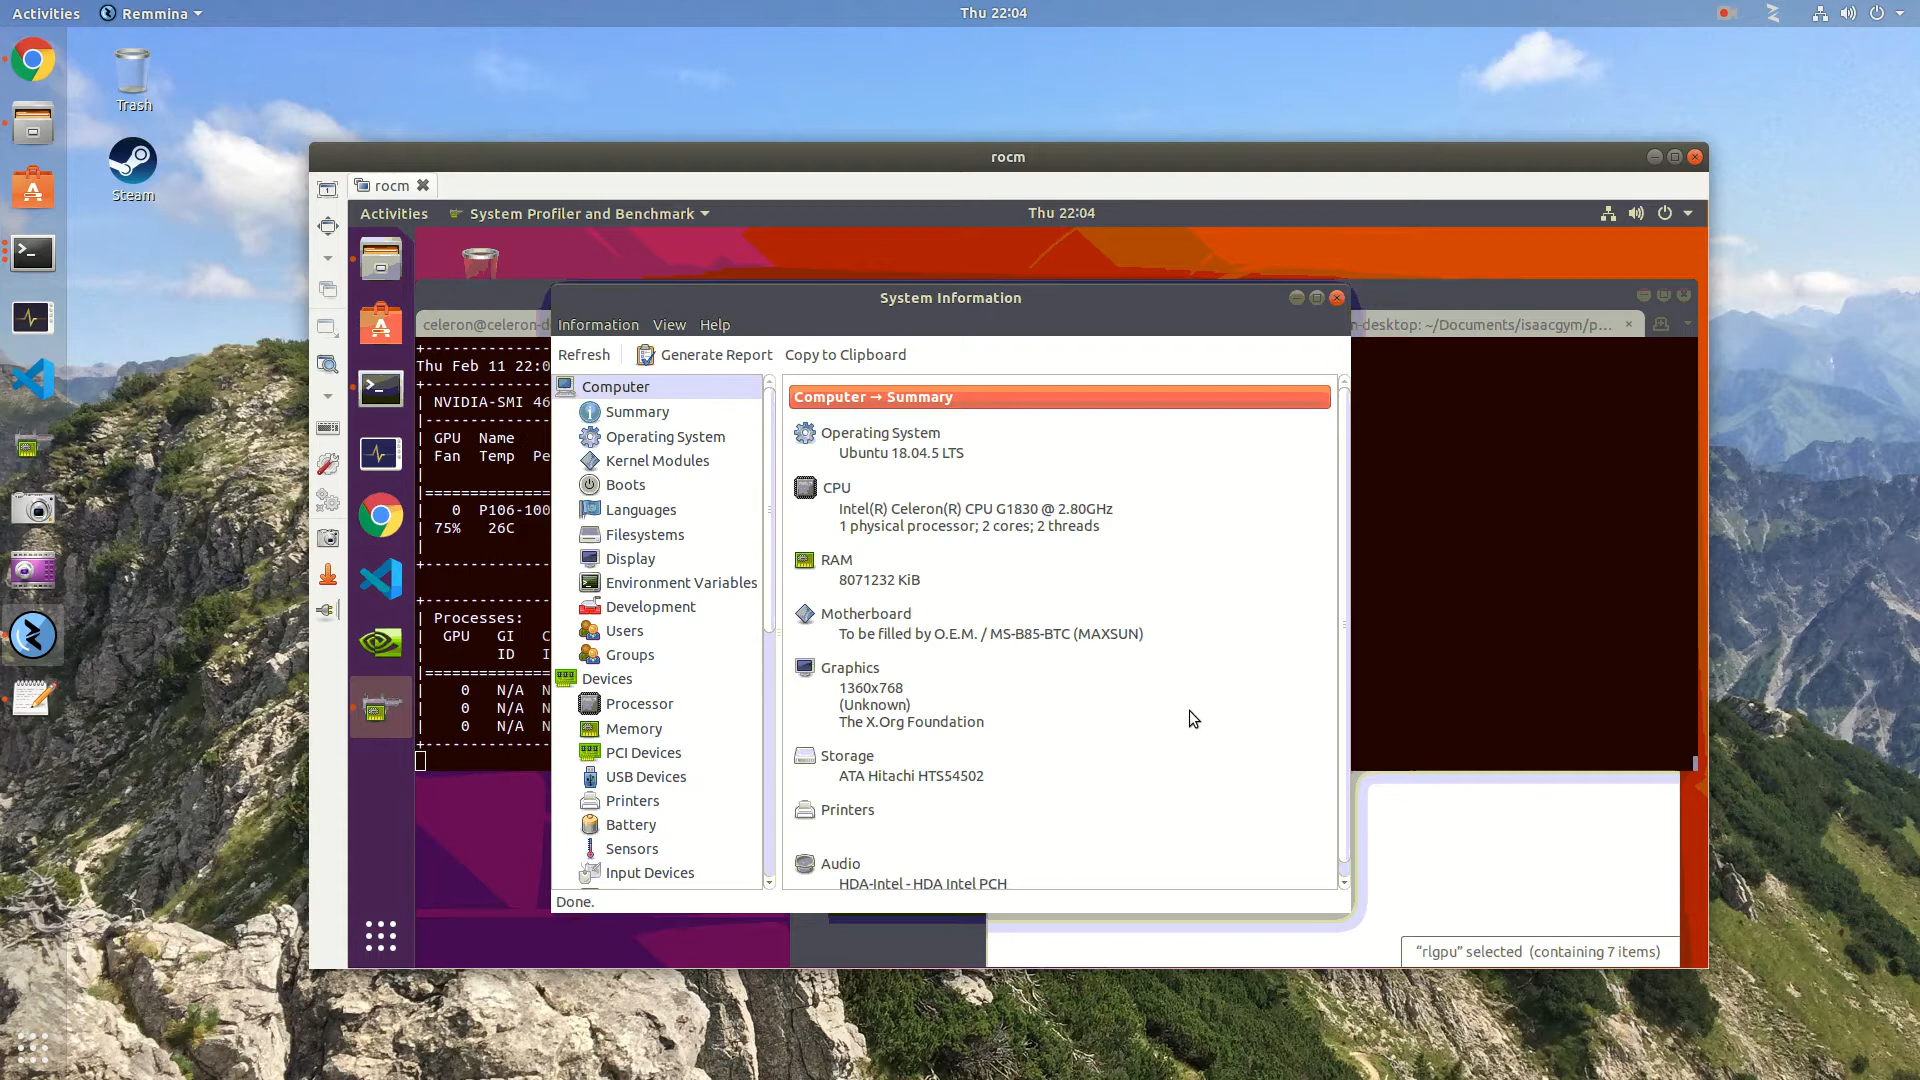 Activities Remmina Thu 22:04
Trash
Steam
rocm
rocm
Activities System Profiler and Benchmark Thu 22:04
System Information
celeron@celeron-d n-desktop: ~/Documents/isaacgym/p...
Information View Help
Refresh Generate Report Copy to Clipboard
Thu Feb 11 22:0
NVIDIA-SMI 46
GPU Name
Fan Temp Pe
0 P106-100
75% 26C
Processes:
GPU GI C
ID I
0 N/A N
0 N/A N
0 N/A N
Computer
Summary
Operating System
Kernel Modules
Boots
Languages
Filesystems
Display
Environment Variables
Development
Users
Groups
Devices
Processor
Memory
PCI Devices
USB Devices
Printers
Battery
Sensors
Input Devices
Computer → Summary
Operating System
Ubuntu 18.04.5 LTS
CPU
Intel(R) Celeron(R) CPU G1830 @ 2.80GHz
1 physical processor; 2 cores; 2 threads
RAM
8071232 KiB
Motherboard
To be filled by O.E.M. / MS-B85-BTC (MAXSUN)
Graphics
1360x768
(Unknown)
The X.Org Foundation
Storage
ATA Hitachi HTS54502
Printers
Audio
HDA-Intel - HDA Intel PCH
Done.
“rlgpu” selected (containing 7 items)